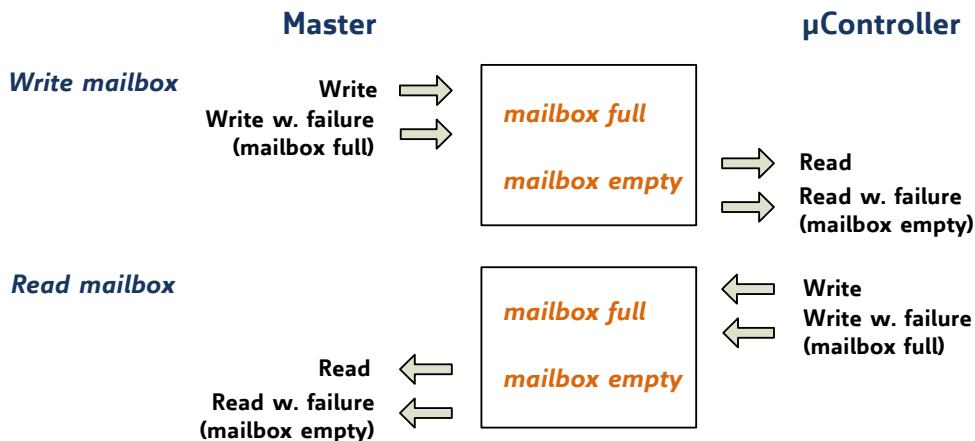 Master
µController
Write mailbox
Write
Write w. failure
(mailbox full)
mailbox full
mailbox empty
Read
Read w. failure
(mailbox empty)
Read mailbox
mailbox full
mailbox empty
Write
Write w. failure
(mailbox full)
Read
Read w. failure
(mailbox empty)